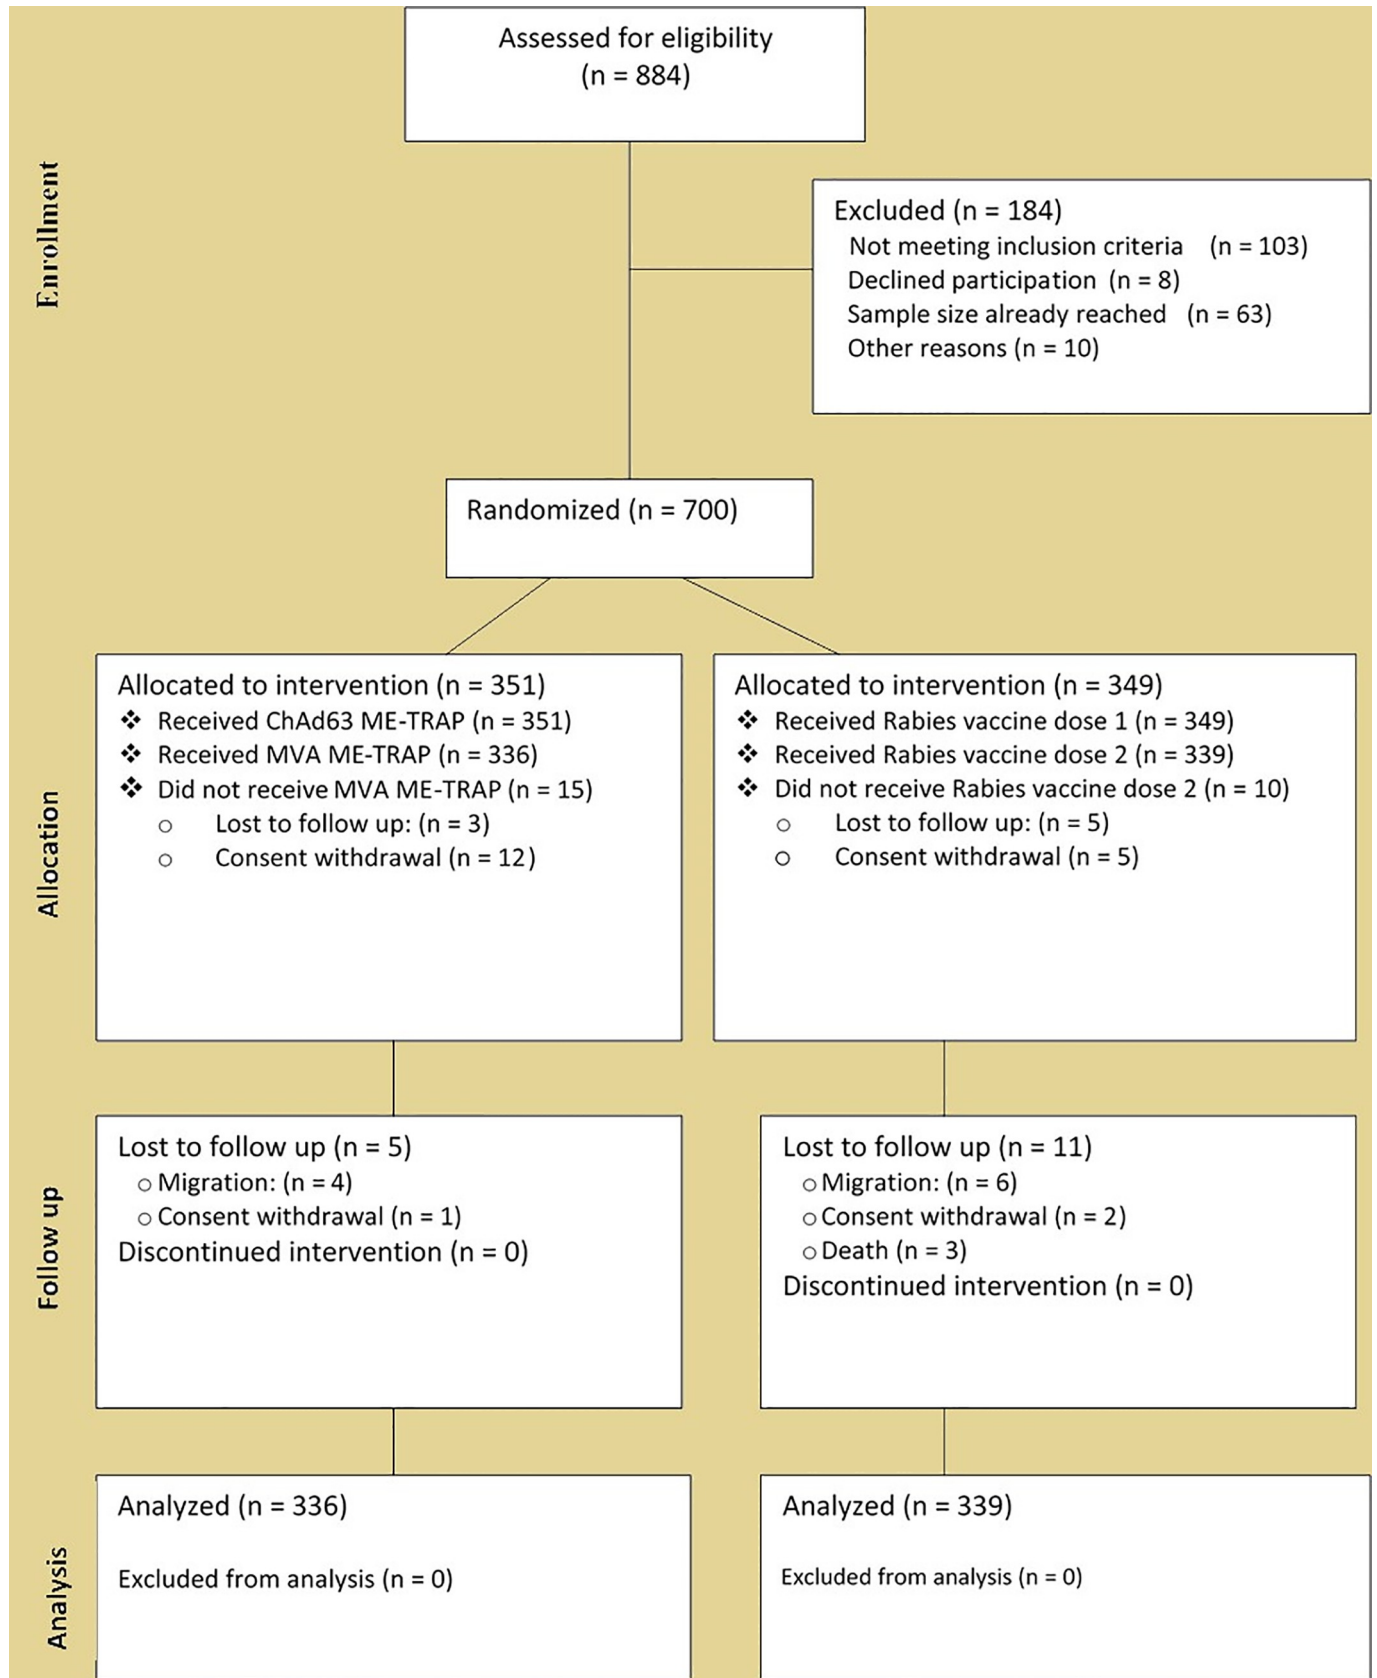 Assessed for eligibility
(n = 884)
Enrollment
Excluded (n = 184)
Not meeting inclusion criteria (n = 103)
Declined participation (n = 8)
Sample size already reached (n = 63)
Other reasons (n = 10)
Randomized (n = 700)
Allocation
Allocated to intervention (n = 351)
❖ Received ChAd63 ME-TRAP (n = 351)
❖ Received MVA ME-TRAP (n = 336)
❖ Did not receive MVA ME-TRAP (n = 15)
○ Lost to follow up: (n = 3)
○ Consent withdrawal (n = 12)
Allocated to intervention (n = 349)
❖ Received Rabies vaccine dose 1 (n = 349)
❖ Received Rabies vaccine dose 2 (n = 339)
❖ Did not receive Rabies vaccine dose 2 (n = 10)
○ Lost to follow up: (n = 5)
○ Consent withdrawal (n = 5)
Follow up
Lost to follow up (n = 5)
○ Migration: (n = 4)
○ Consent withdrawal (n = 1)
Discontinued intervention (n = 0)
Lost to follow up (n = 11)
○ Migration: (n = 6)
○ Consent withdrawal (n = 2)
○ Death (n = 3)
Discontinued intervention (n = 0)
Analysis
Analyzed (n = 336)
Excluded from analysis (n = 0)
Analyzed (n = 339)
Excluded from analysis (n = 0)